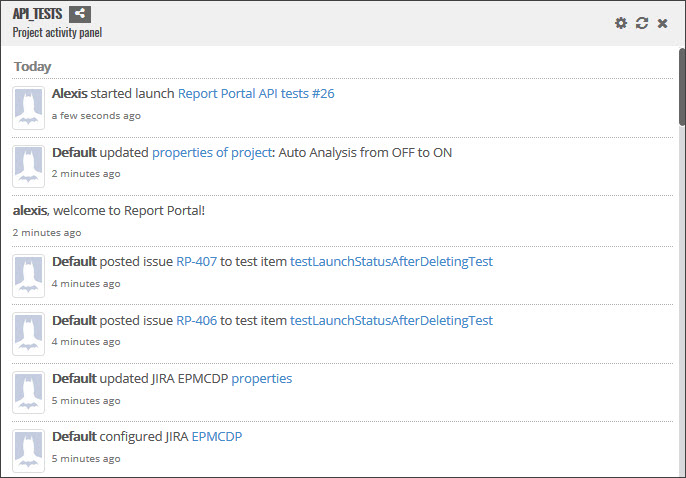 API_TESTS
Project activity panel
Today
Alexis started launch Report Portal API tests #26
a few seconds ago
Default updated properties of project: Auto Analysis from OFF to ON
2 minutes ago
alexis, welcome to Report Portal!
2 minutes ago
Default posted issue RP-407 to test item testLaunchStatusAfterDeletingTest
4 minutes ago
Default posted issue RP-406 to test item testLaunchStatusAfterDeletingTest
4 minutes ago
Default updated JIRA EPMCDP properties
5 minutes ago
Default configured JIRA EPMCDP
5 minutes ago